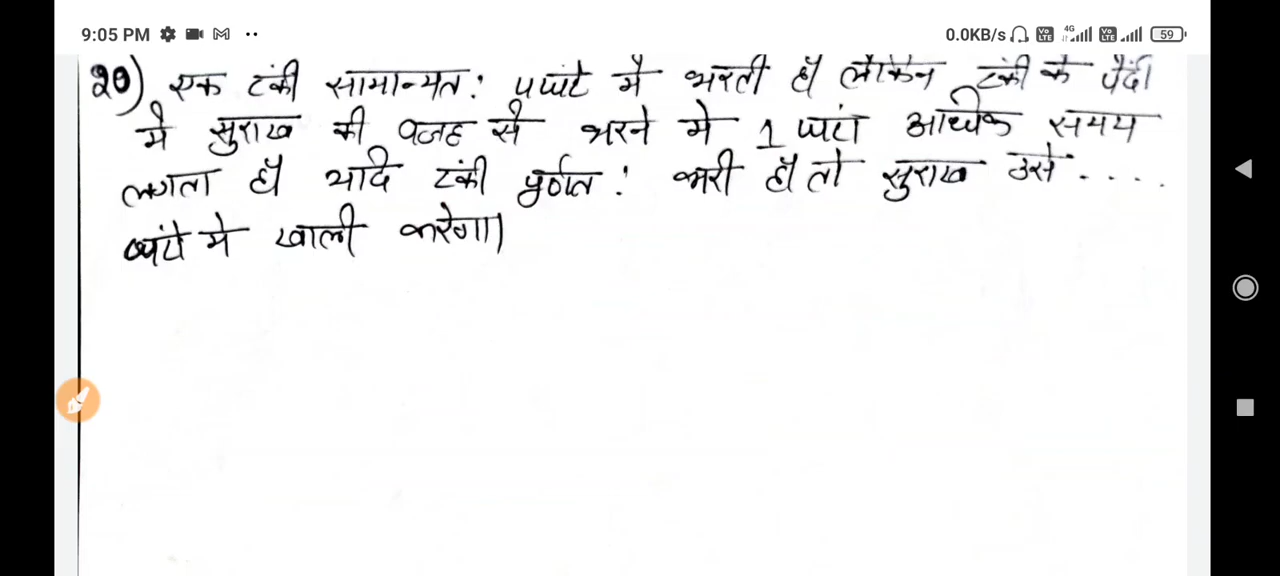 9:05 PM 0.0KB/s 4G 59
20) एक टंकी सामान्यत: 4 घंटे में भरती हैं लेकिन टंकी के पैंदी
मे सुराख की वजह से भरने मे 1 घंटा अधिक समय
लगता हैं यदि टंकी पूर्णत: भरी हैं तो सुराख उसे ....
घंटे मे खाली करेगा।